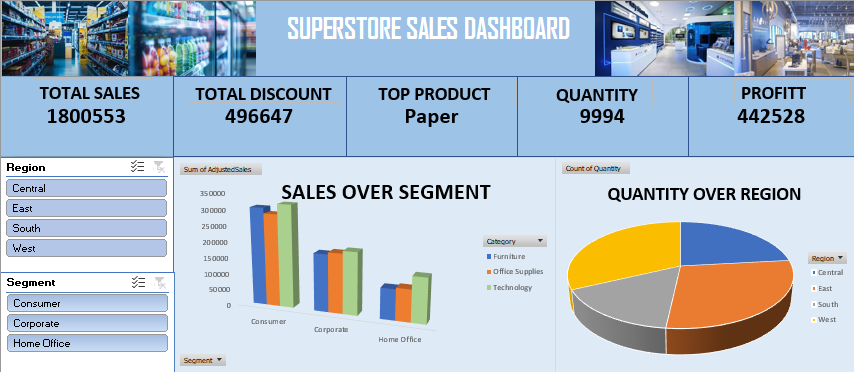 SUPERSTORE SALES DASHBOARD
TOTAL SALES
1800553
TOTAL DISCOUNT
496647
TOP PRODUCT
Paper
QUANTITY
9994
PROFITT
442528
Region
Central
East
South
West
Segment
Consumer
Corporate
Home Office
Sum of AdjustedSales
SALES OVER SEGMENT
350000
300000
250000
200000
150000
100000
50000
0
Consumer
Corporate
Home Office
Category
Furniture
Office Supplies
Technology
Segment
Count of Quantity
QUANTITY OVER REGION
Region
Central
East
South
West